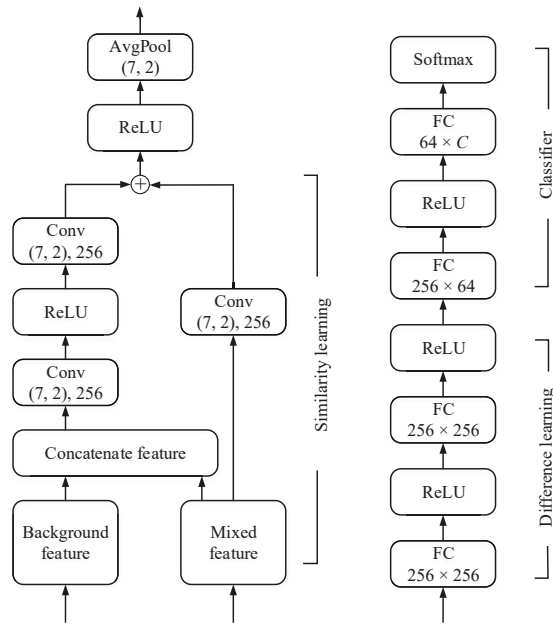 AvgPool
(7, 2)
ReLU
+
Conv
(7, 2), 256
ReLU
Conv
(7, 2), 256
Conv
(7, 2), 256
Concatenate feature
Background
feature
Mixed
feature
Similarity learning
Softmax
FC
64 × C
ReLU
FC
256 × 64
ReLU
FC
256 × 256
ReLU
FC
256 × 256
Classifier
Difference learning